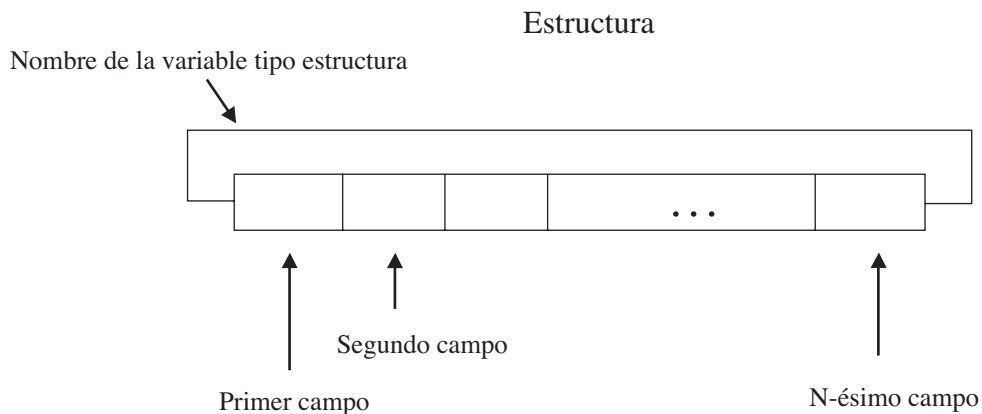 Estructura
Nombre de la variable tipo estructura
...
Segundo campo
Primer campo
N-ésimo campo